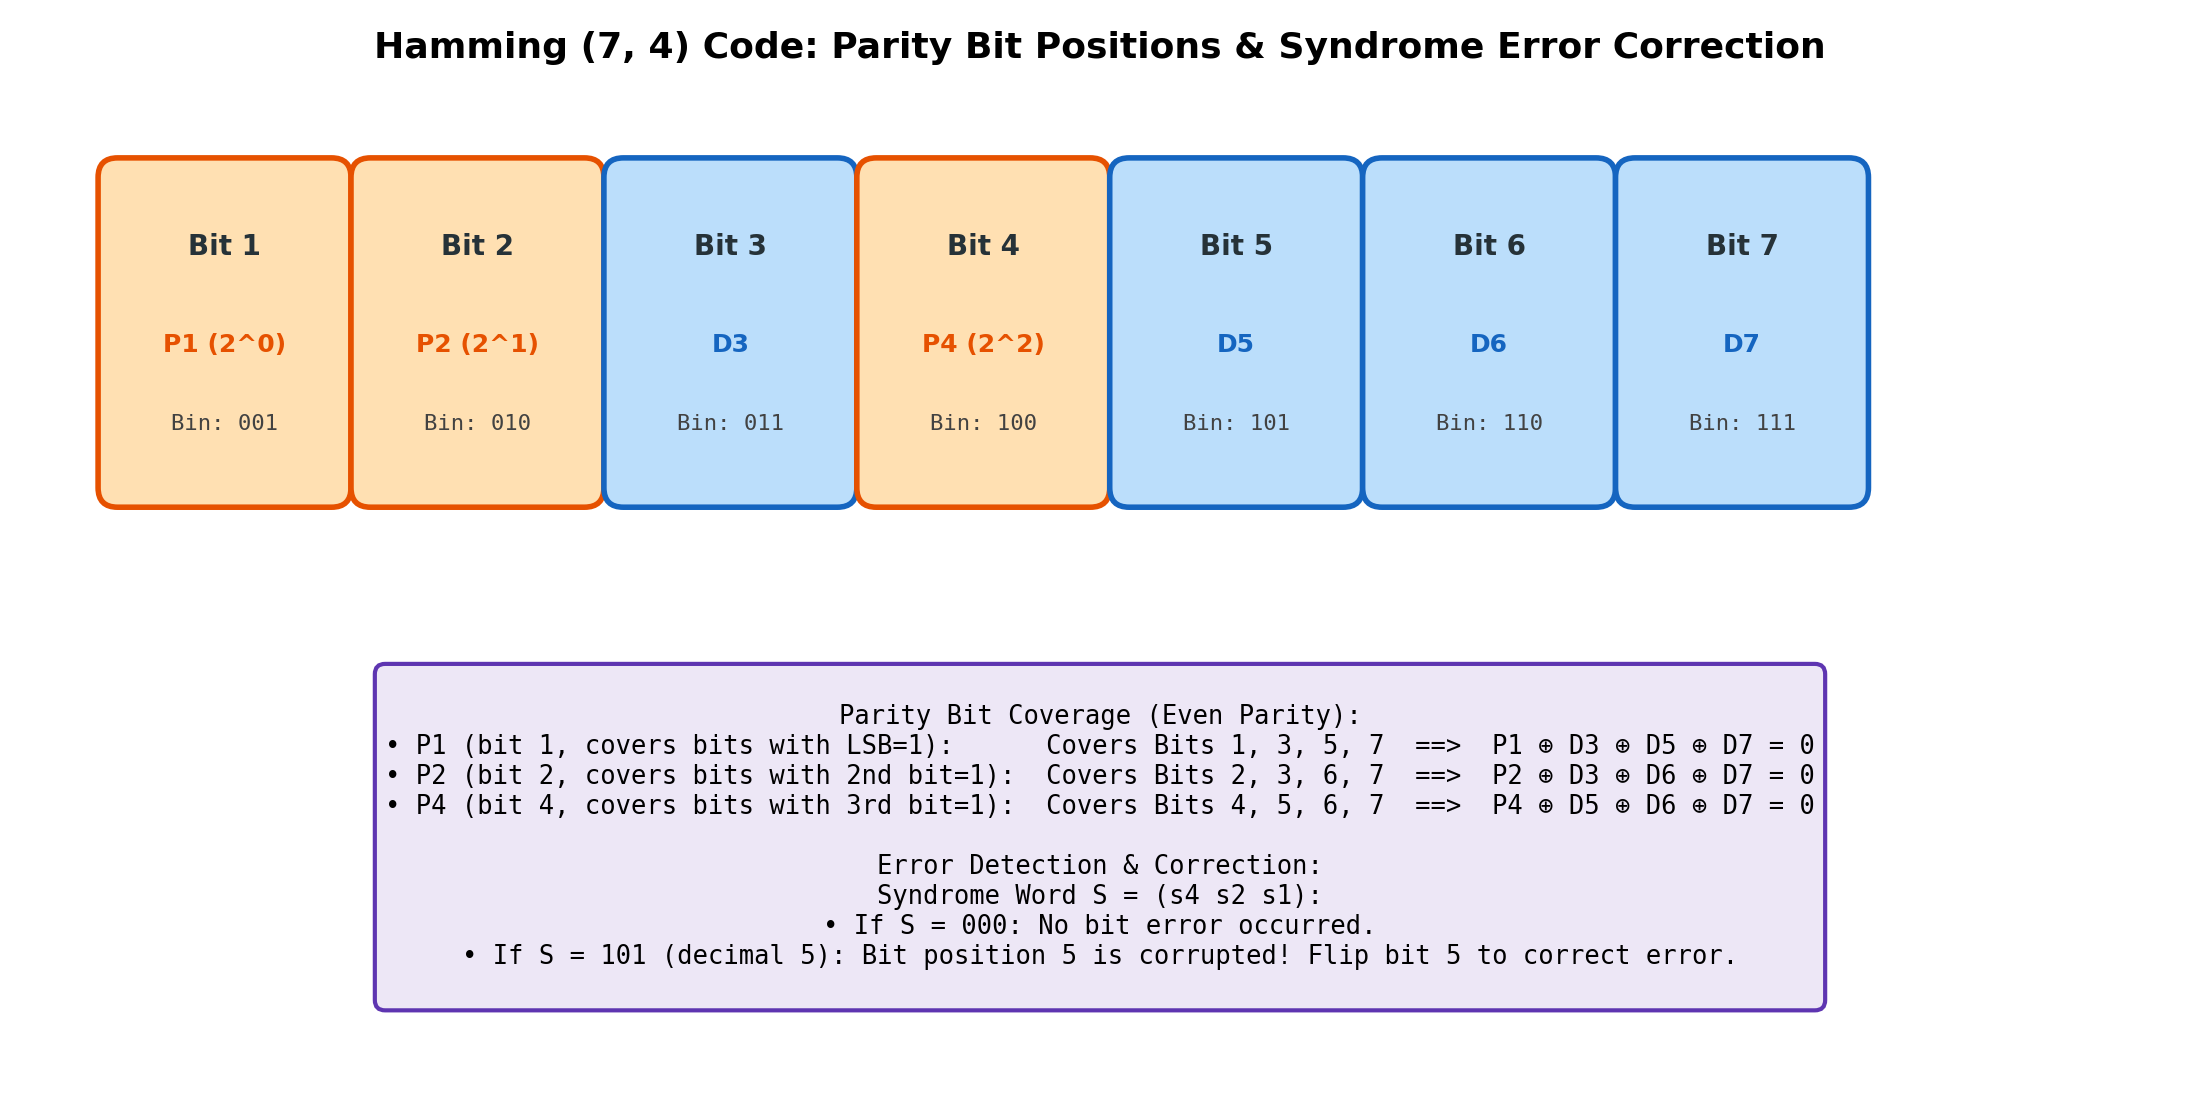 Hamming (7, 4) Code: Parity Bit Positions & Syndrome Error Correction
Bit 1 Bit 2 Bit 3 Bit 4 Bit 5 Bit 6 Bit 7
P1 (2^0) P2 (2^1) D3 P4 (2^2) D5 D6 D7
Bin: 001 Bin: 010 Bin: 011 Bin: 100 Bin: 101 Bin: 110 Bin: 111
Parity Bit Coverage (Even Parity):
• P1 (bit 1, covers bits with LSB=1):      Covers Bits 1, 3, 5, 7  ==>  P1 ⊕ D3 ⊕ D5 ⊕ D7 = 0
• P2 (bit 2, covers bits with 2nd bit=1):  Covers Bits 2, 3, 6, 7  ==>  P2 ⊕ D3 ⊕ D6 ⊕ D7 = 0
• P4 (bit 4, covers bits with 3rd bit=1):  Covers Bits 4, 5, 6, 7  ==>  P4 ⊕ D5 ⊕ D6 ⊕ D7 = 0
Error Detection & Correction:
Syndrome Word S = (s4 s2 s1):
• If S = 000: No bit error occurred.
• If S = 101 (decimal 5): Bit position 5 is corrupted! Flip bit 5 to correct error.